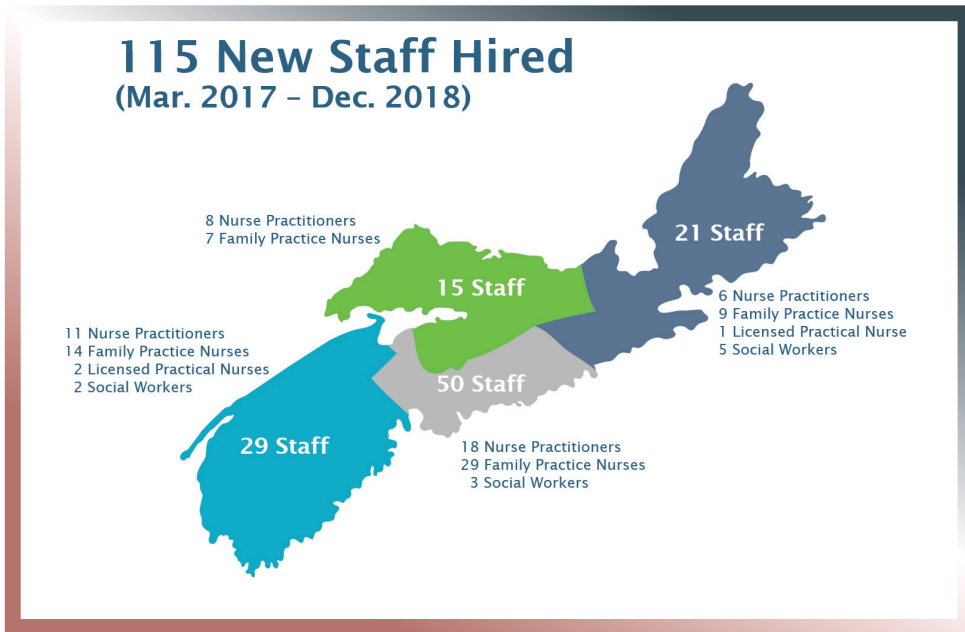 115 New Staff Hired
(Mar. 2017 – Dec. 2018)
8 Nurse Practitioners
7 Family Practice Nurses
21 Staff
15 Staff
6 Nurse Practitioners
9 Family Practice Nurses
1 Licensed Practical Nurse
5 Social Workers
11 Nurse Practitioners
14 Family Practice Nurses
2 Licensed Practical Nurses
2 Social Workers
50 Staff
29 Staff
18 Nurse Practitioners
29 Family Practice Nurses
3 Social Workers